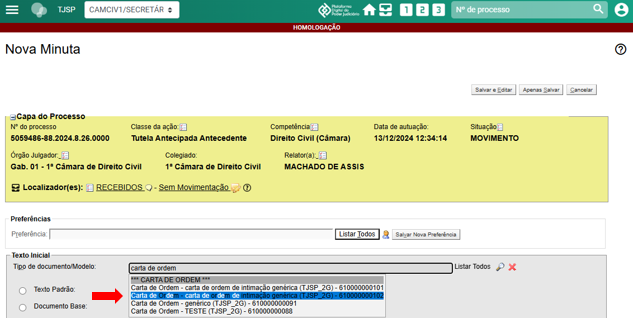 TJSP CAMCIV1/SECRETÁR Plataforma Digital do Poder Judiciário 1 2 3 Nº de processo
HOMOLOGAÇÃO
Nova Minuta
Salvar e Editar Apenas Salvar Cancelar
Capa do Processo
Nº do processo Classe da ação: Competência Data de autuação: Situação
5059486-88.2024.8.26.0000 Tutela Antecipada Antecedente Direito Civil (Câmara) 13/12/2024 12:34:14 MOVIMENTO
Órgão Julgador: Colegiado: Relator(a):
Gab. 01 - 1ª Câmara de Direito Civil 1ª Câmara de Direito Civil MACHADO DE ASSIS
Localizador(es): RECEBIDOS - Sem Movimentação
Preferências
Preferência: Listar Todos Salvar Nova Preferência
Texto Inicial
Tipo de documento/Modelo: carta de ordem Listar Todos
*** CARTA DE ORDEM ***
Texto Padrão: Carta de Ordem - carta de ordem de intimação genérica (TJSP_2G) - 610000000101
Carta de Ordem - carta de ordem de intimação genérica (TJSP_2G) - 610000000102
Documento Base: Carta de Ordem - genérico (TJSP_2G) - 610000000091
Carta de Ordem - TESTE (TJSP_2G) - 610000000088